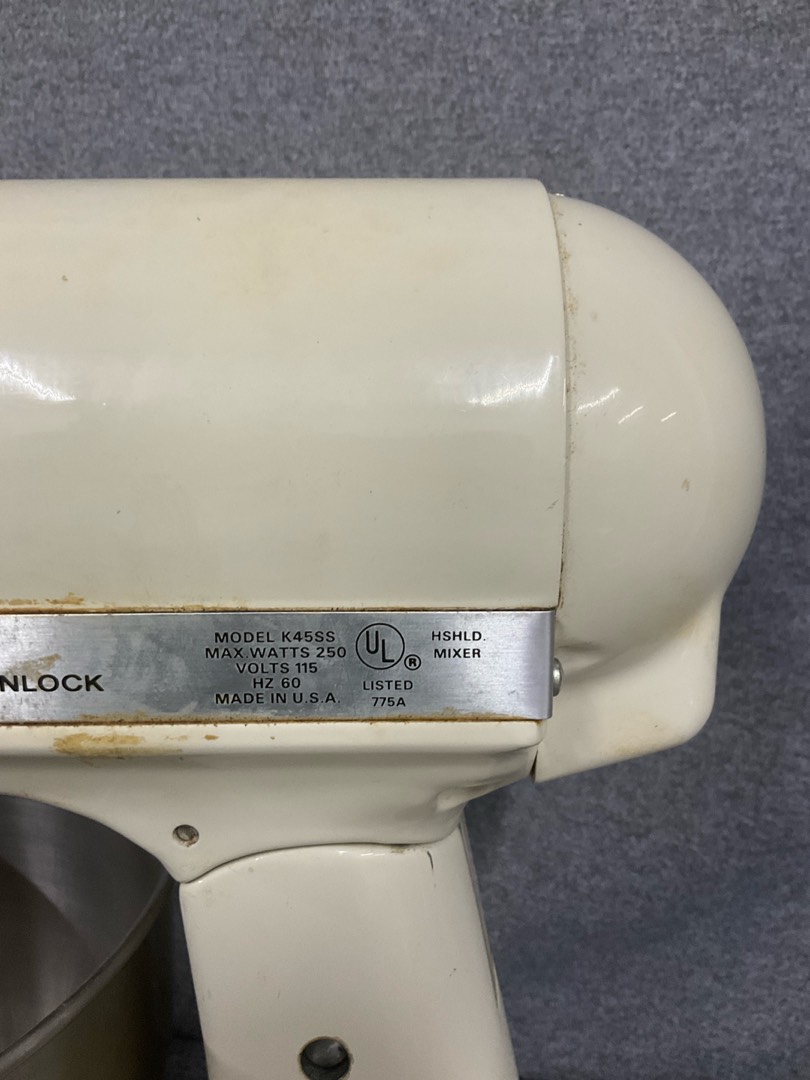 MODEL K45SS
MAX.WATTS 250
VOLTS 115
HZ 60
MADE IN U.S.A.
UL ®
LISTED
775A
HSHLD.
MIXER
NLOCK